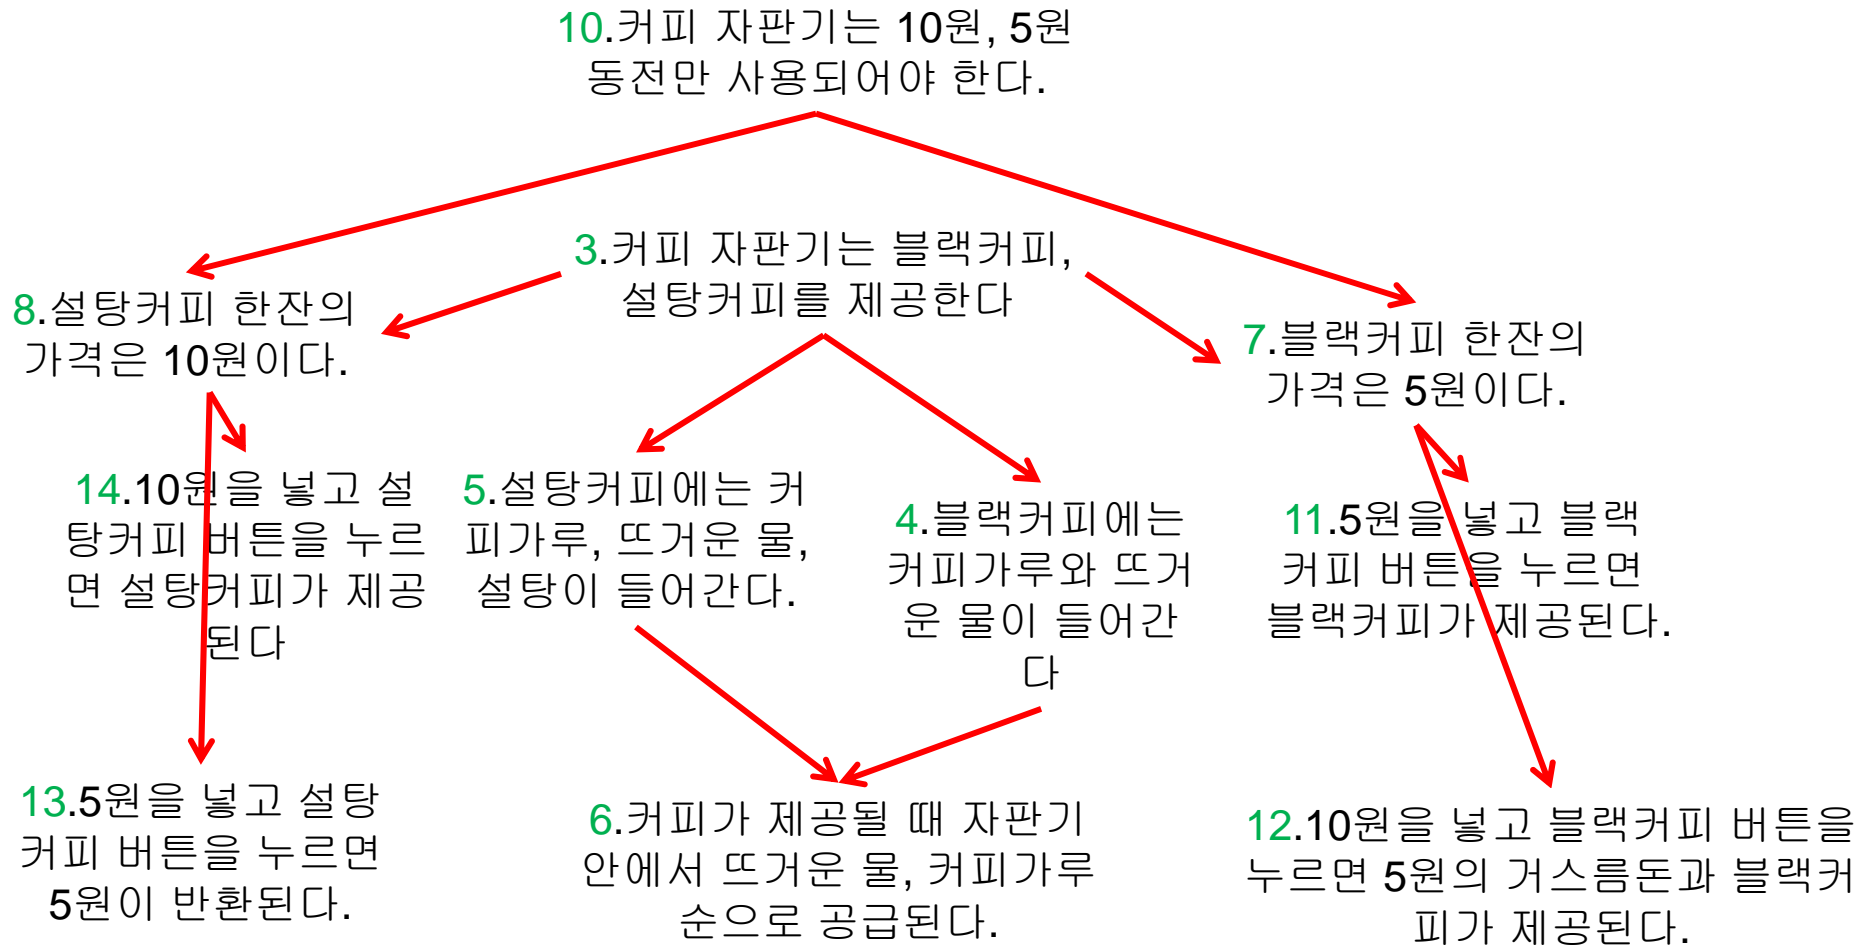 10.커피 자판기는 10원, 5원
동전만 사용되어야 한다.
3.커피 자판기는 블랙커피,
설탕커피를 제공한다
8.설탕커피 한잔의
가격은 10원이다.
7.블랙커피 한잔의
가격은 5원이다.
14.10원을 넣고 설
탕커피 버튼을 누르
면 설탕커피가 제공
된다
5.설탕커피에는 커
피가루, 뜨거운 물,
설탕이 들어간다.
4.블랙커피에는
커피가루와 뜨거
운 물이 들어간
다
11.5원을 넣고 블랙
커피 버튼을 누르면
블랙커피가 제공된다.
13.5원을 넣고 설탕
커피 버튼을 누르면
5원이 반환된다.
6.커피가 제공될 때 자판기
안에서 뜨거운 물, 커피가루
순으로 공급된다.
12.10원을 넣고 블랙커피 버튼을
누르면 5원의 거스름돈과 블랙커
피가 제공된다.